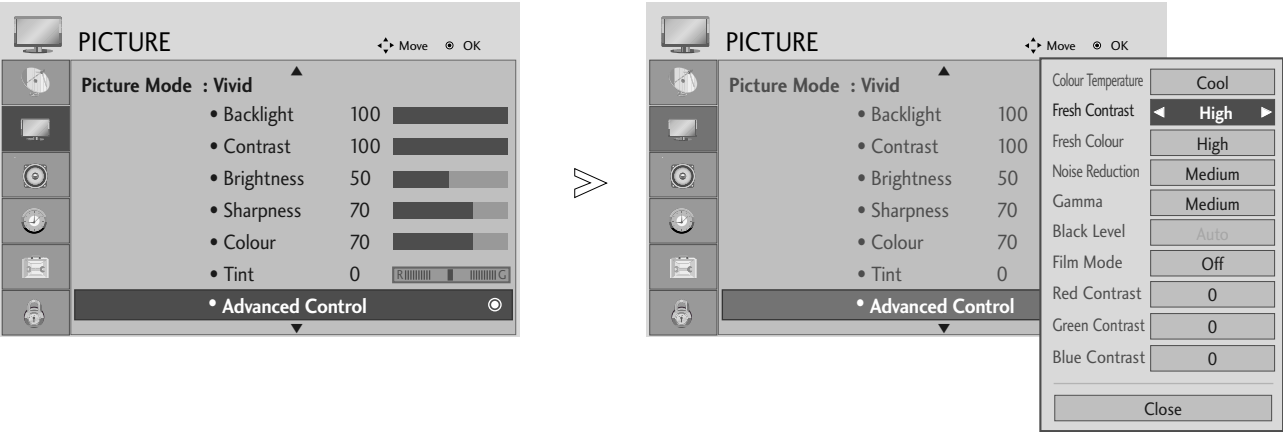 PICTURE
Move OK
Picture Mode : Vivid
• Backlight 100
• Contrast 100
• Brightness 50
• Sharpness 70
• Colour 70
• Tint 0 R G
• Advanced Control
PICTURE
Move OK
Picture Mode : Vivid
• Backlight 100
• Contrast 100
• Brightness 50
• Sharpness 70
• Colour 70
• Tint 0
• Advanced Control
Colour Temperature Cool
Fresh Contrast High
Fresh Colour High
Noise Reduction Medium
Gamma Medium
Black Level Auto
Film Mode Off
Red Contrast 0
Green Contrast 0
Blue Contrast 0
Close